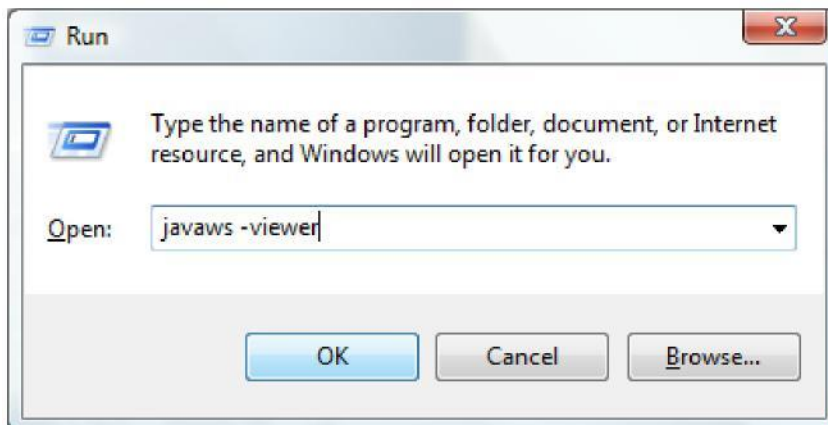 Run
Type the name of a program, folder, document, or Internet
resource, and Windows will open it for you.
Open: javaws -viewer
OK Cancel Browse...